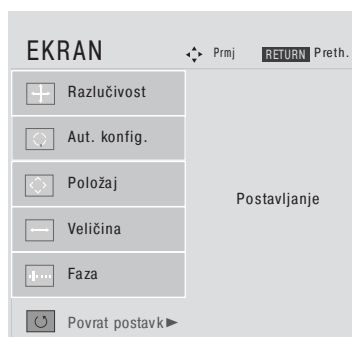 EKRAN Prmj RETURN Preth.
Razlučivost
Aut. konfig.
Položaj
Postavljanje
Veličina
Faza
Povrat postavk